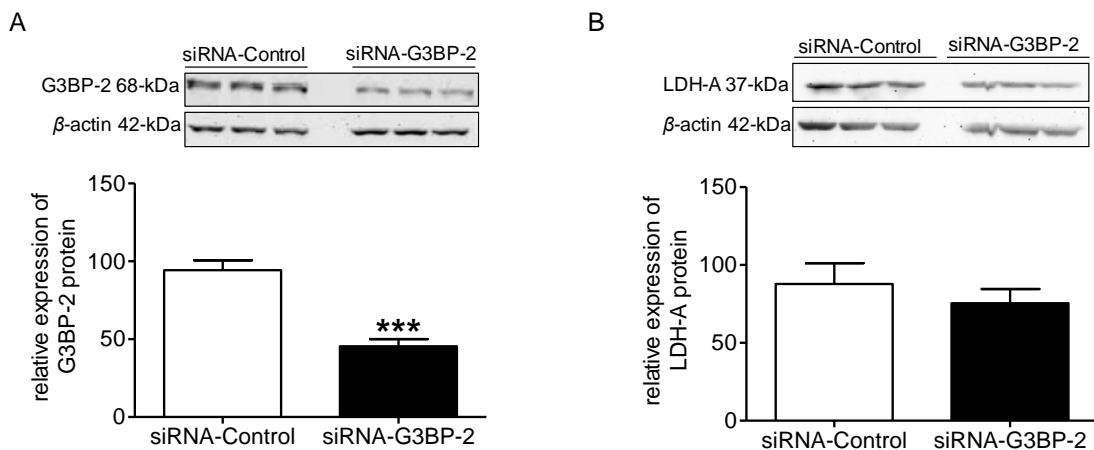 A
siRNA-Control siRNA-G3BP-2
G3BP-2 68-kDa
β-actin 42-kDa
relative expression of
G3BP-2 protein
150
100
50
0
***
siRNA-Control siRNA-G3BP-2
B
siRNA-Control siRNA-G3BP-2
LDH-A 37-kDa
β-actin 42-kDa
relative expression of
LDH-A protein
150
100
50
0
siRNA-Control siRNA-G3BP-2